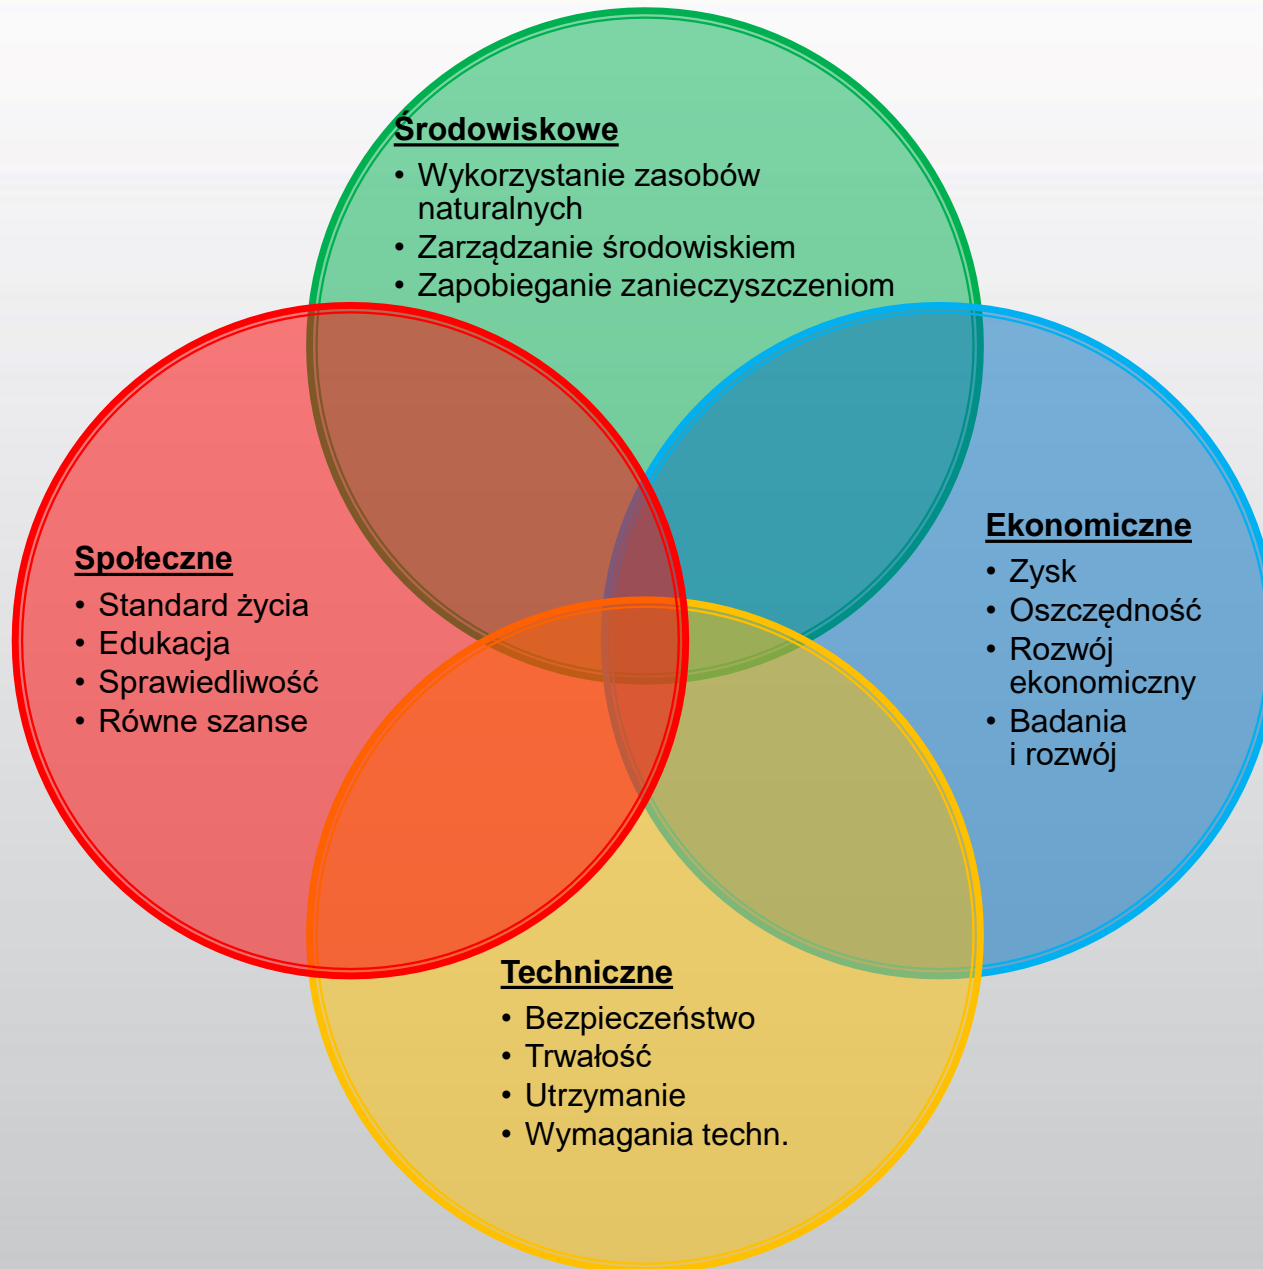 Środowiskowe
• Wykorzystanie zasobów
naturalnych
• Zarządzanie środowiskiem
• Zapobieganie zanieczyszczeniom
Społeczne
• Standard życia
• Edukacja
• Sprawiedliwość
• Równe szanse
Ekonomiczne
• Zysk
• Oszczędność
• Rozwój
ekonomiczny
• Badania
i rozwój
Techniczne
• Bezpieczeństwo
• Trwałość
• Utrzymanie
• Wymagania techn.